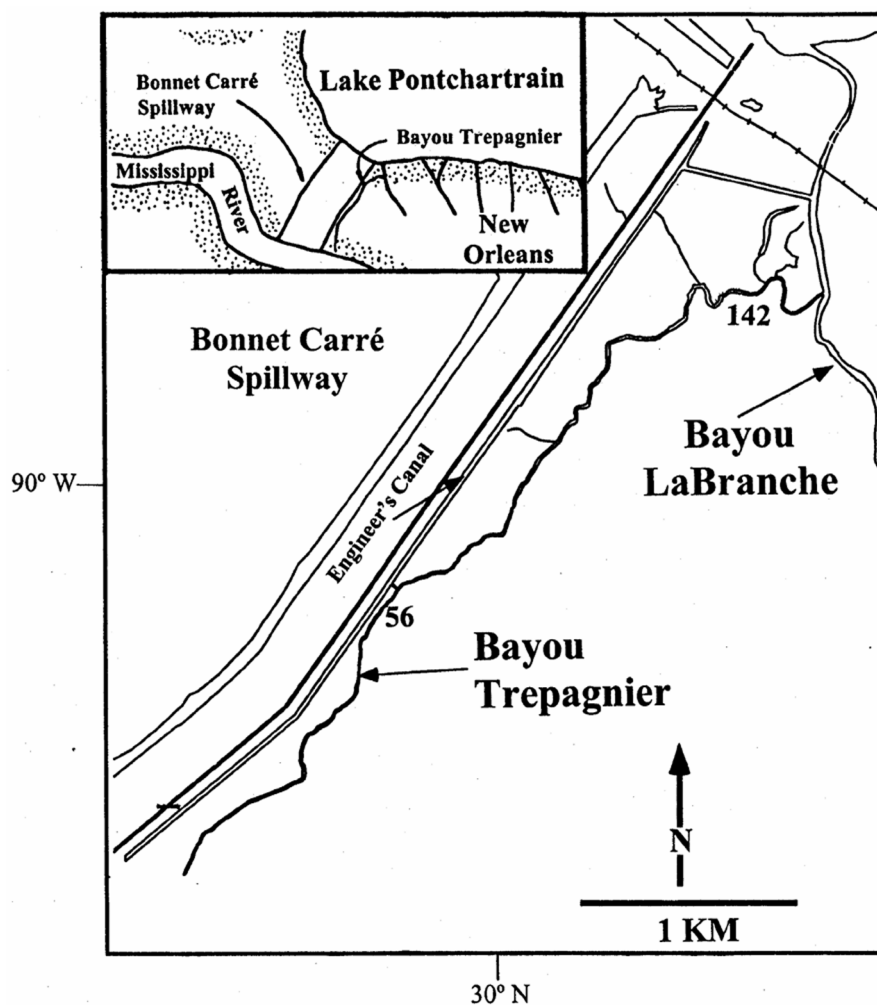 Bonnet Carré
Spillway
Lake Pontchartrain
Bayou Trepagnier
Mississippi
River
New
Orleans
142
Bonnet Carré
Spillway
Bayou
LaBranche
90° W
Engineer's Canal
56
Bayou
Trepagnier
N
1 KM
30° N